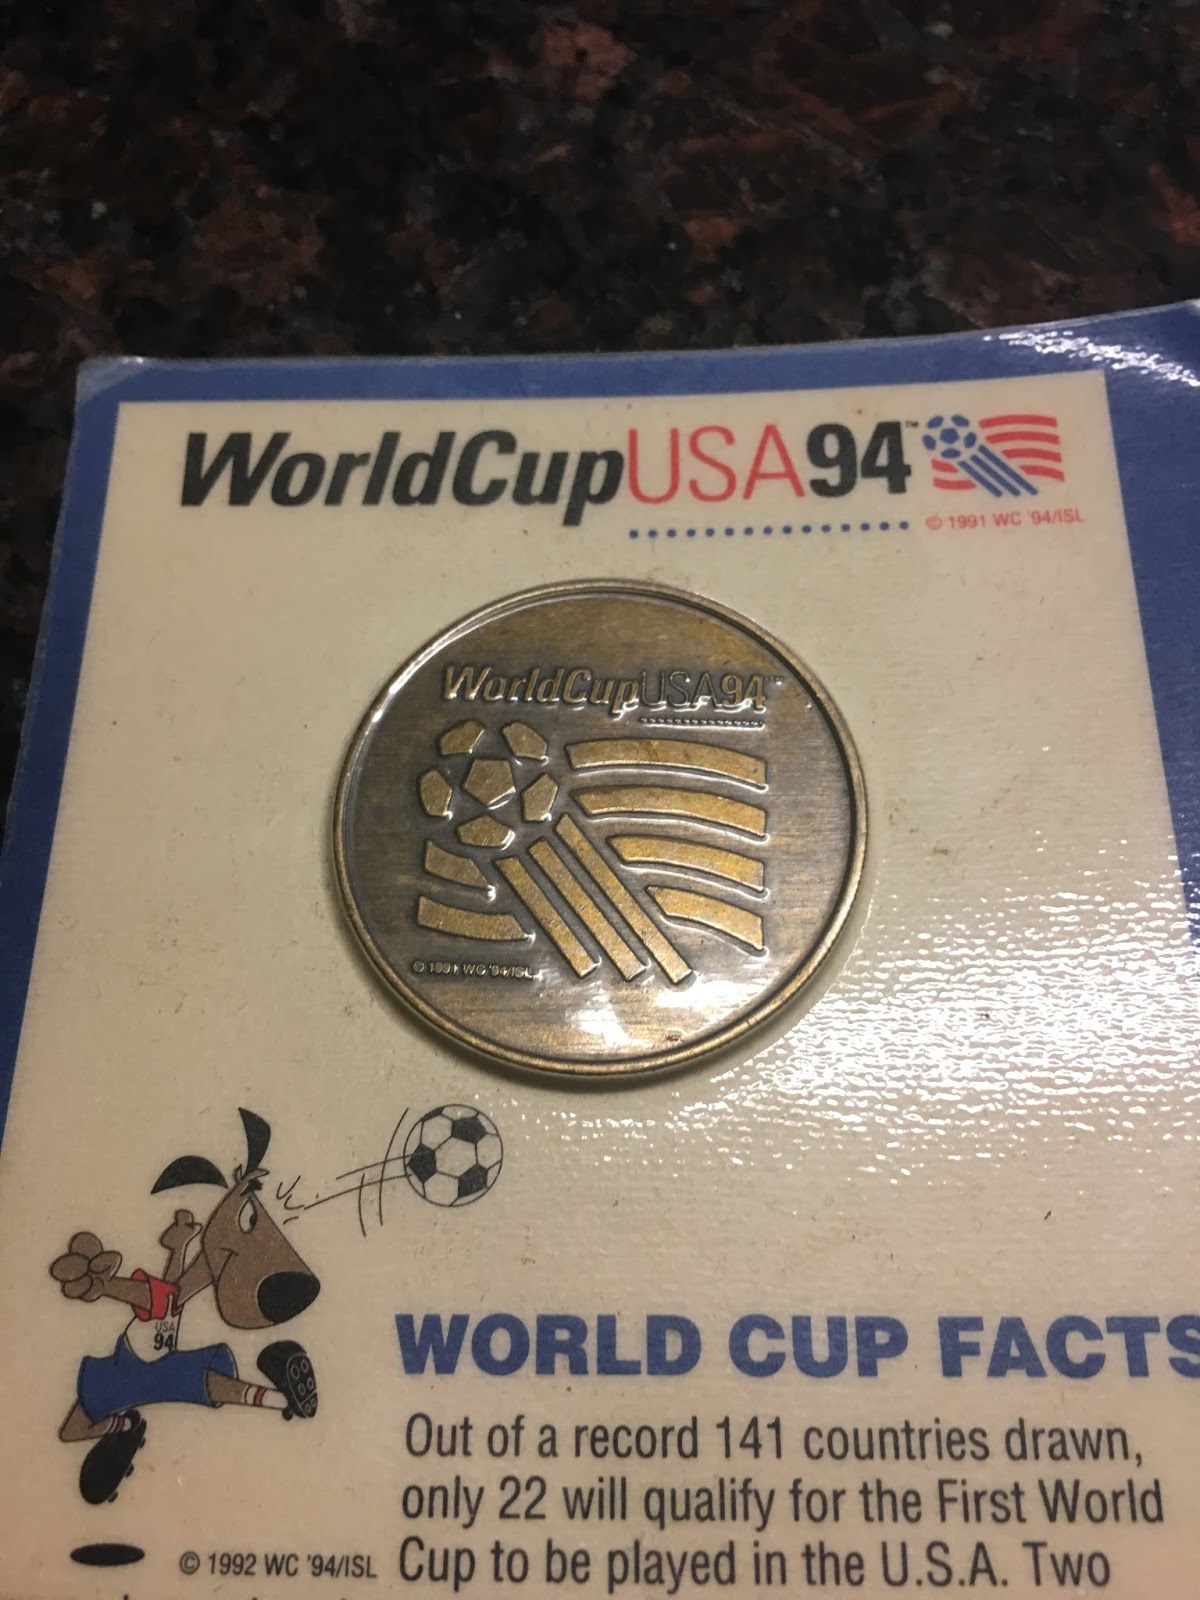 WorldCupUSA94™
© 1991 WC '94/ISL
WorldCupUSA94™
© 1991 WC '94/ISL
USA
94
WORLD CUP FACTS
Out of a record 141 countries drawn,
only 22 will qualify for the First World
© 1992 WC '94/ISL Cup to be played in the U.S.A. Two